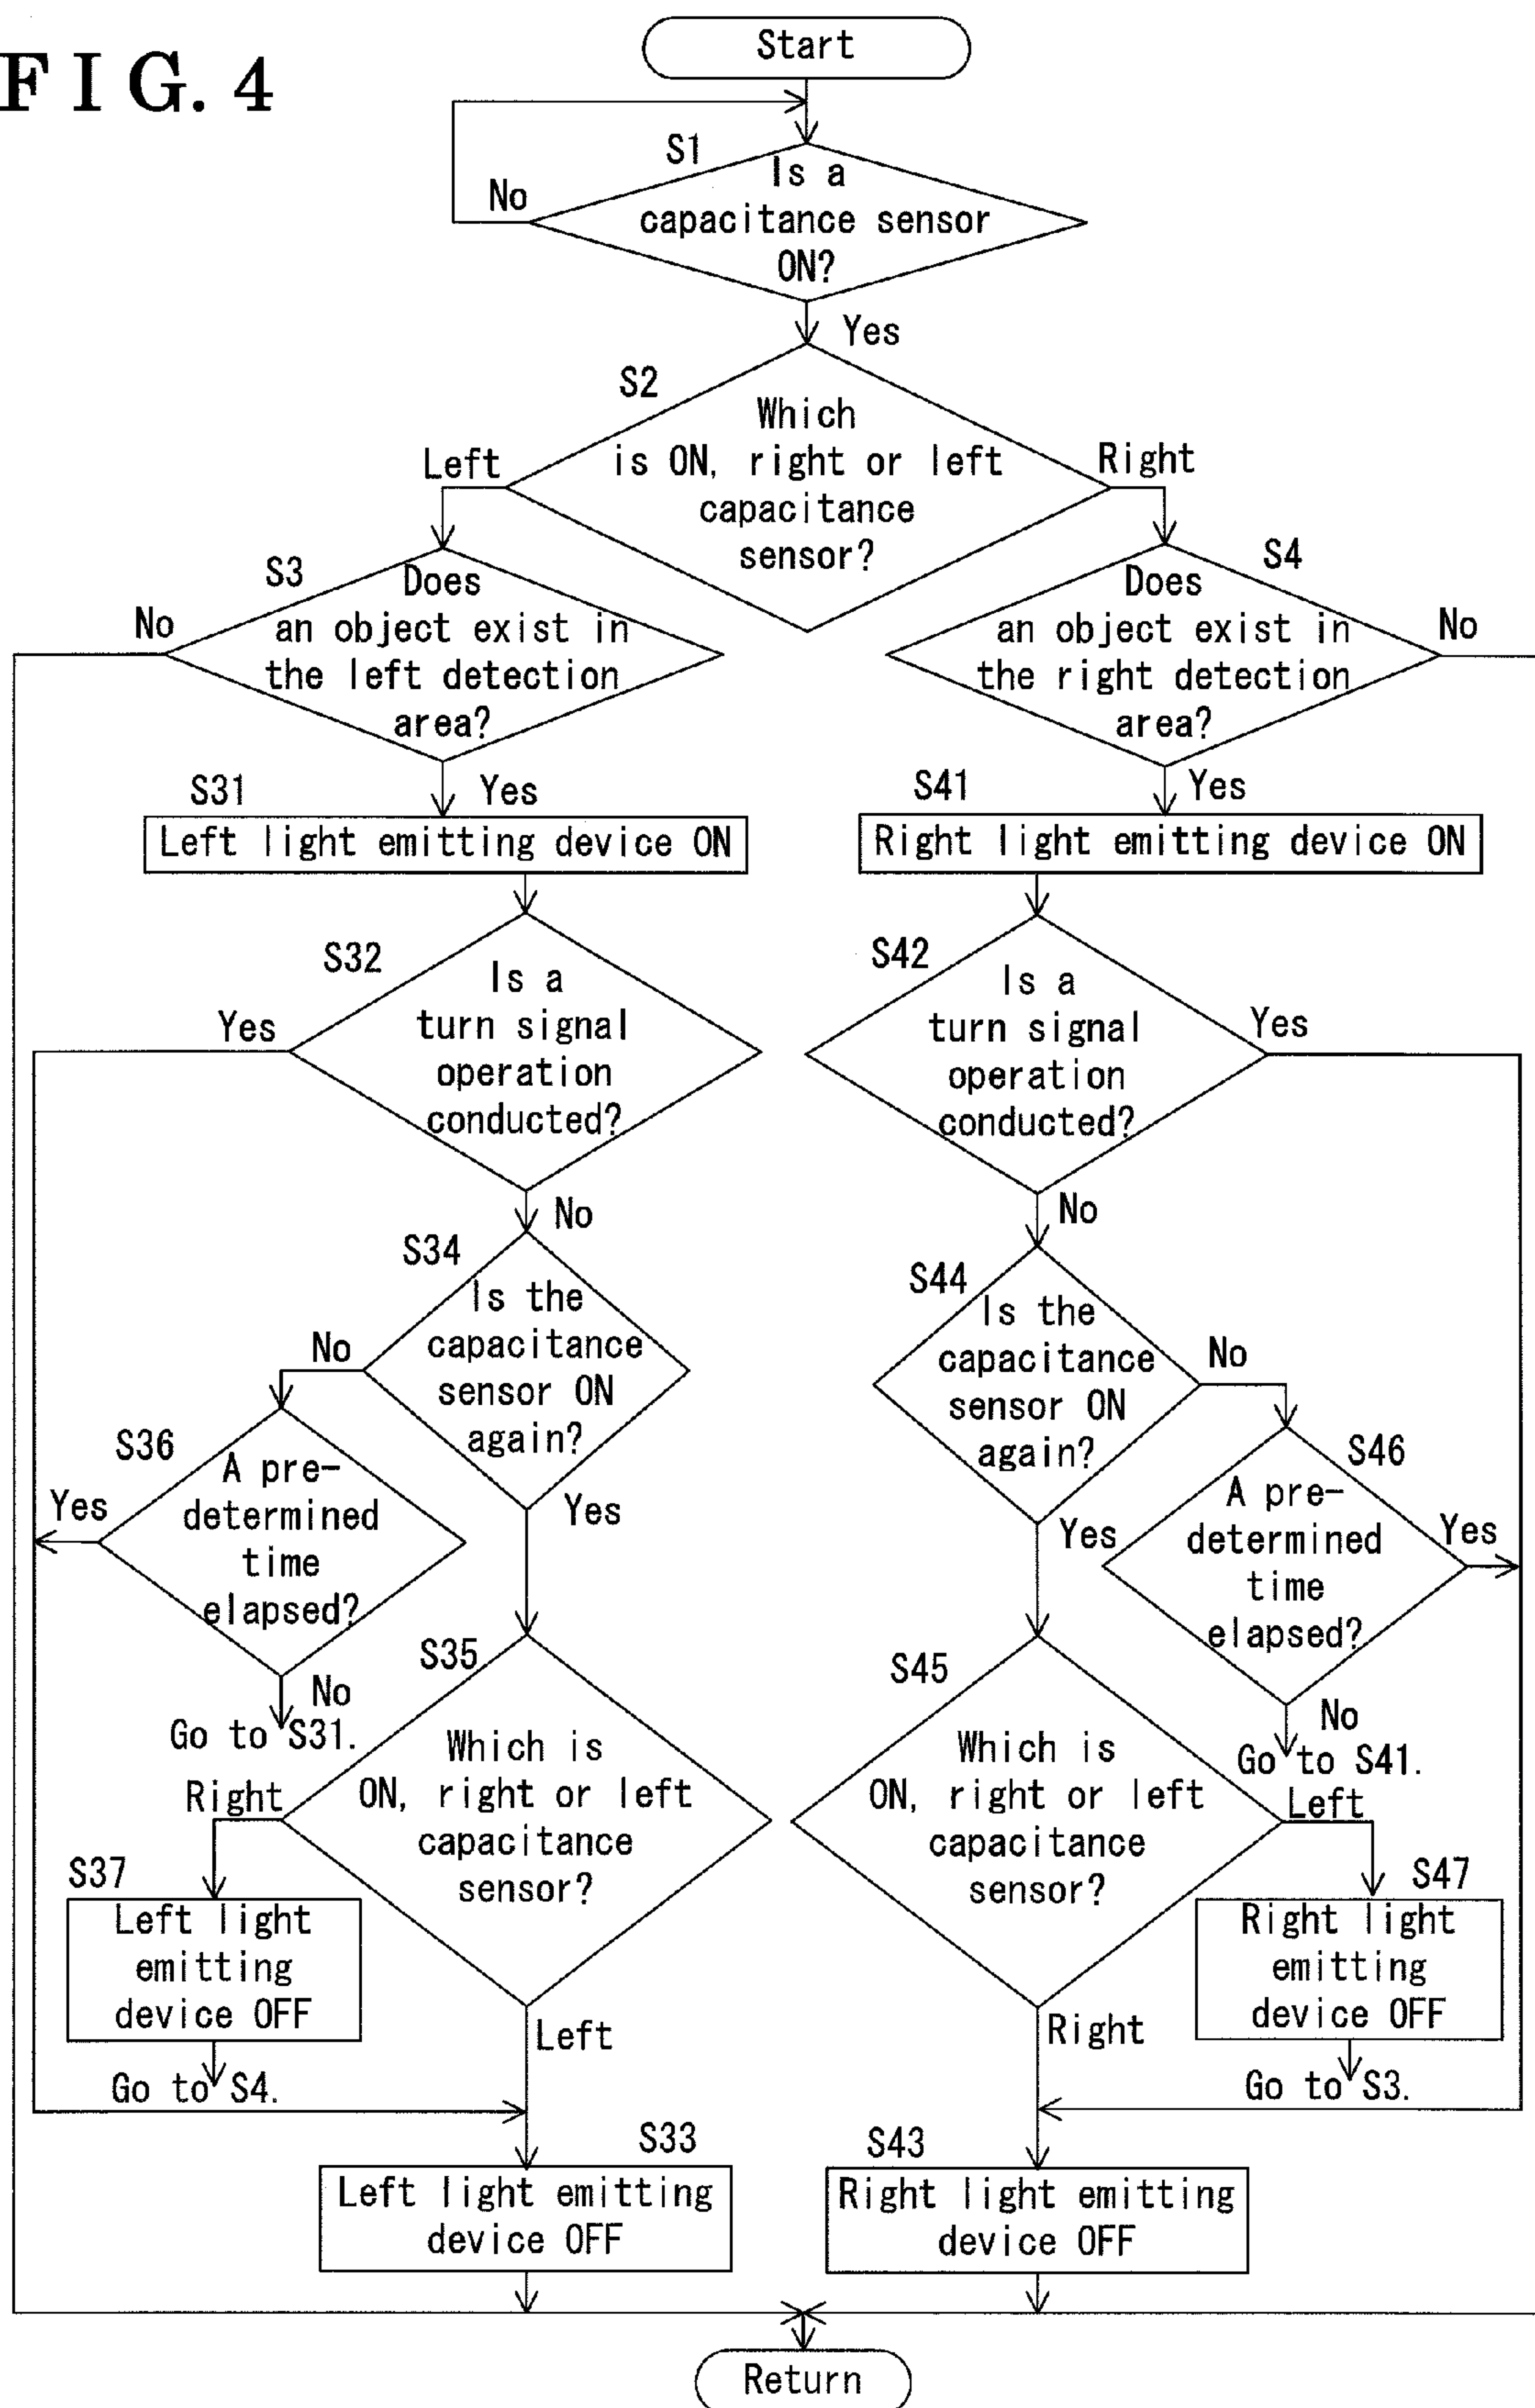 FIG. 4
Start
S1
Is a
capacitance sensor
ON?
No
Yes
S2
Which
is ON, right or left
capacitance
sensor?
Left
Right
S3
Does
an object exist in
the left detection
area?
No
Yes
S4
Does
an object exist in
the right detection
area?
No
Yes
S31
Left light emitting device ON
S41
Right light emitting device ON
S32
Is a
turn signal
operation
conducted?
Yes
No
S42
Is a
turn signal
operation
conducted?
Yes
No
S34
Is the
capacitance
sensor ON
again?
No
Yes
S44
Is the
capacitance
sensor ON
again?
No
Yes
S36
A pre-
determined
time
elapsed?
Yes
No
Go to S31.
S46
A pre-
determined
time
elapsed?
Yes
No
Go to S41.
S35
Which is
ON, right or left
capacitance
sensor?
Right
Left
S45
Which is
ON, right or left
capacitance
sensor?
Left
Right
S37
Left light
emitting
device OFF
Go to S4.
S47
Right light
emitting
device OFF
Go to S3.
S33
Left light emitting
device OFF
S43
Right light emitting
device OFF
Return